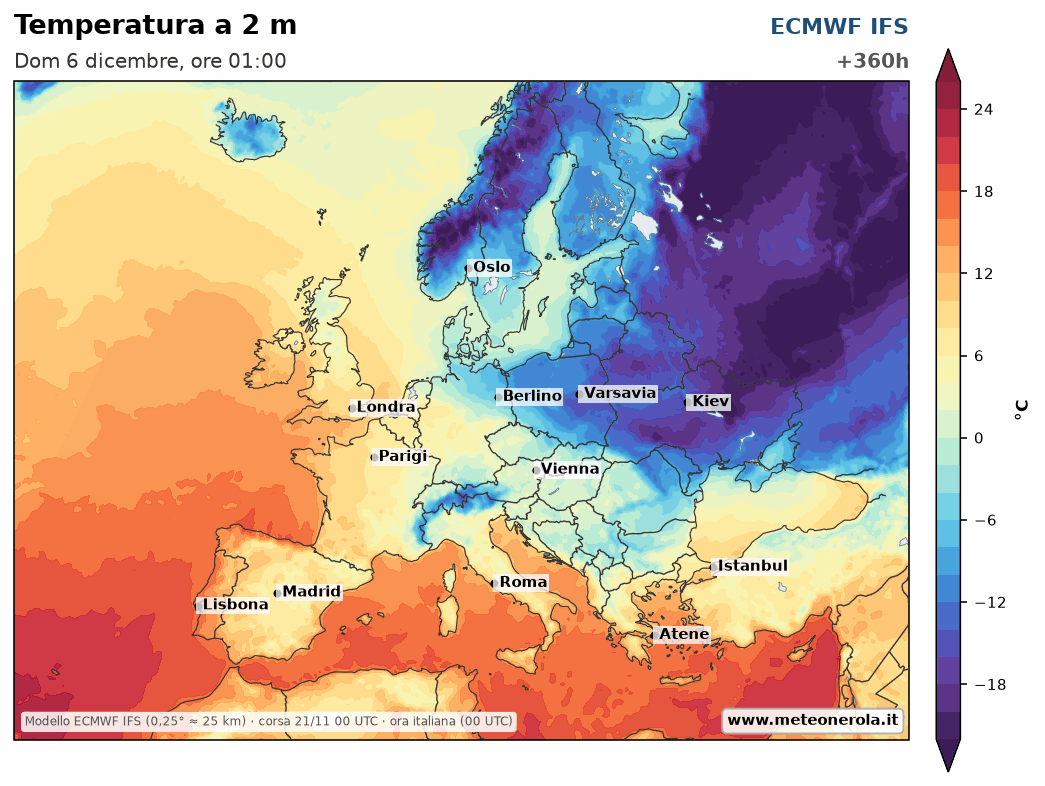 Temperatura a 2 m
ECMWF IFS
Dom 6 dicembre, ore 01:00
+360h
24
18
12
6
0
−6
−12
−18
°C
Oslo
Berlino
Varsavia
Kiev
Londra
Parigi
Vienna
Istanbul
Roma
Madrid
Lisbona
Atene
Modello ECMWF IFS (0,25° ≈ 25 km) · corsa 21/11 00 UTC · ora italiana (00 UTC)
www.meteonerola.it